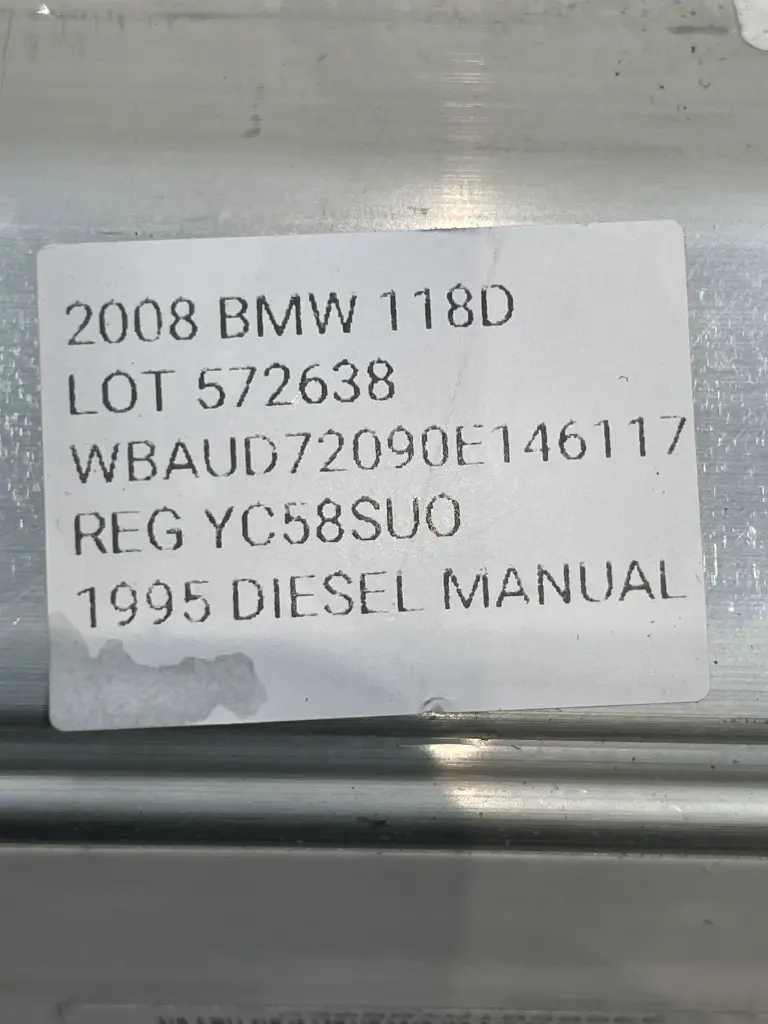 2008 BMW 118D
LOT 572638
WBAUD72090E146117
REG YC58SUO
1995 DIESEL MANUAL